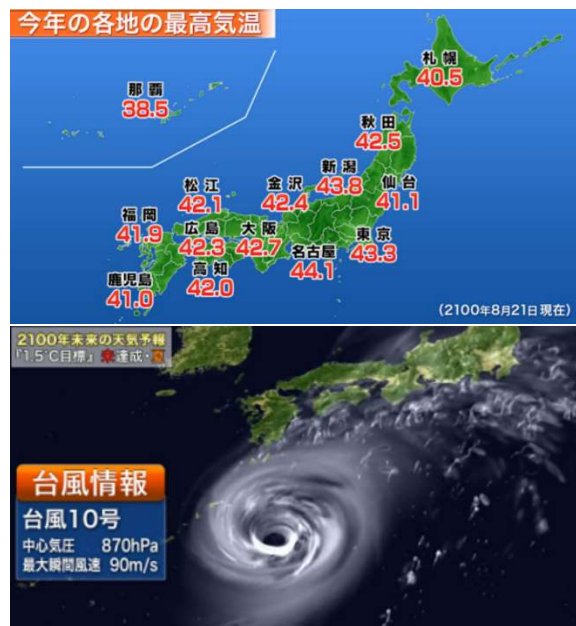 今年の各地の最高気温
札幌
40.5
那覇
38.5
秋田
42.5
新潟
43.8
仙台
41.1
金沢
42.4
松江
42.1
福岡
41.9
広島
42.3
大阪
42.7
東京
43.3
名古屋
44.1
高知
42.0
鹿児島
41.0
(2100年8月21日現在)
2100年未来の天気予報
『1.5℃目標』未達成・夏
台風情報
台風10号
中心気圧 870hPa
最大瞬間風速 90m/s